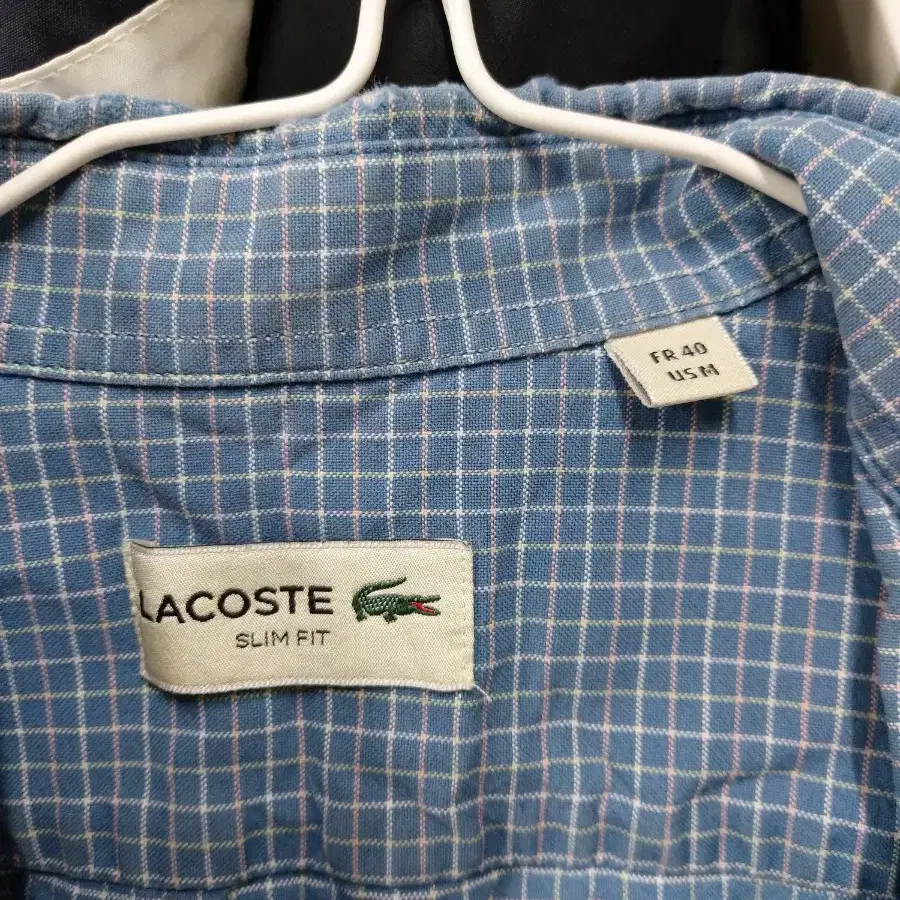 FR 40
US M
LACOSTE
SLIM FIT